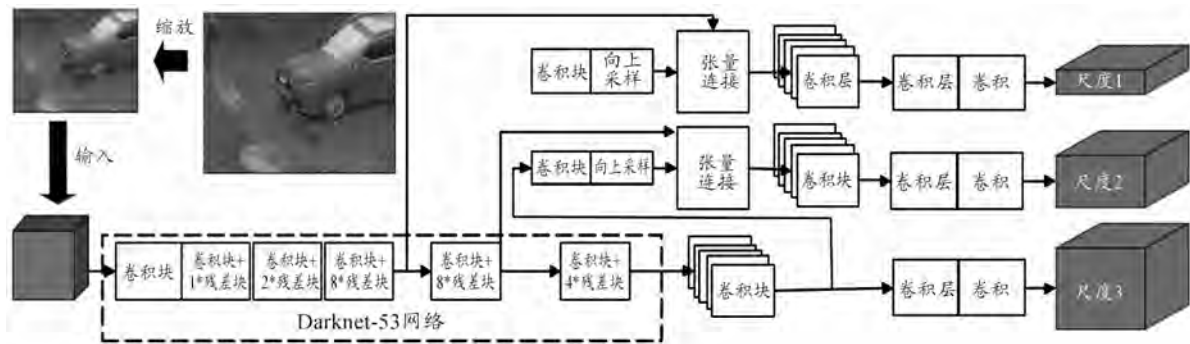 缩放
输入
卷积块
向上
采样
张量
连接
卷积层
卷积层
卷积
尺度1
卷积块
向上采样
张量
连接
卷积块
卷积层
卷积
尺度2
卷积块
卷积块+
1*残差块
卷积块+
2*残差块
卷积块+
8*残差块
卷积块+
8*残差块
卷积块+
4*残差块
卷积块
卷积层
卷积
尺度3
Darknet-53网络